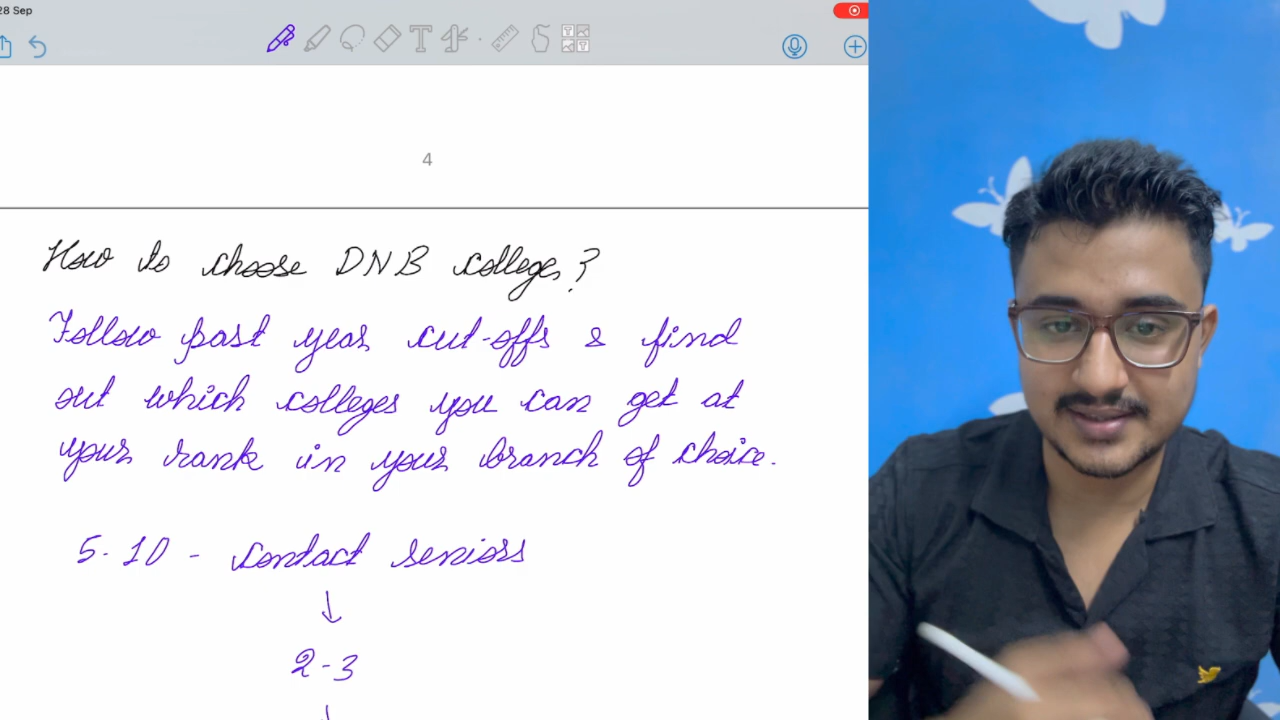 28 Sep
4
How to choose DNB colleges?
Follow past year cut-offs & find
out which colleges you can get at
your rank in your branch of choice.
5-10 - contact seniors
↓
2-3